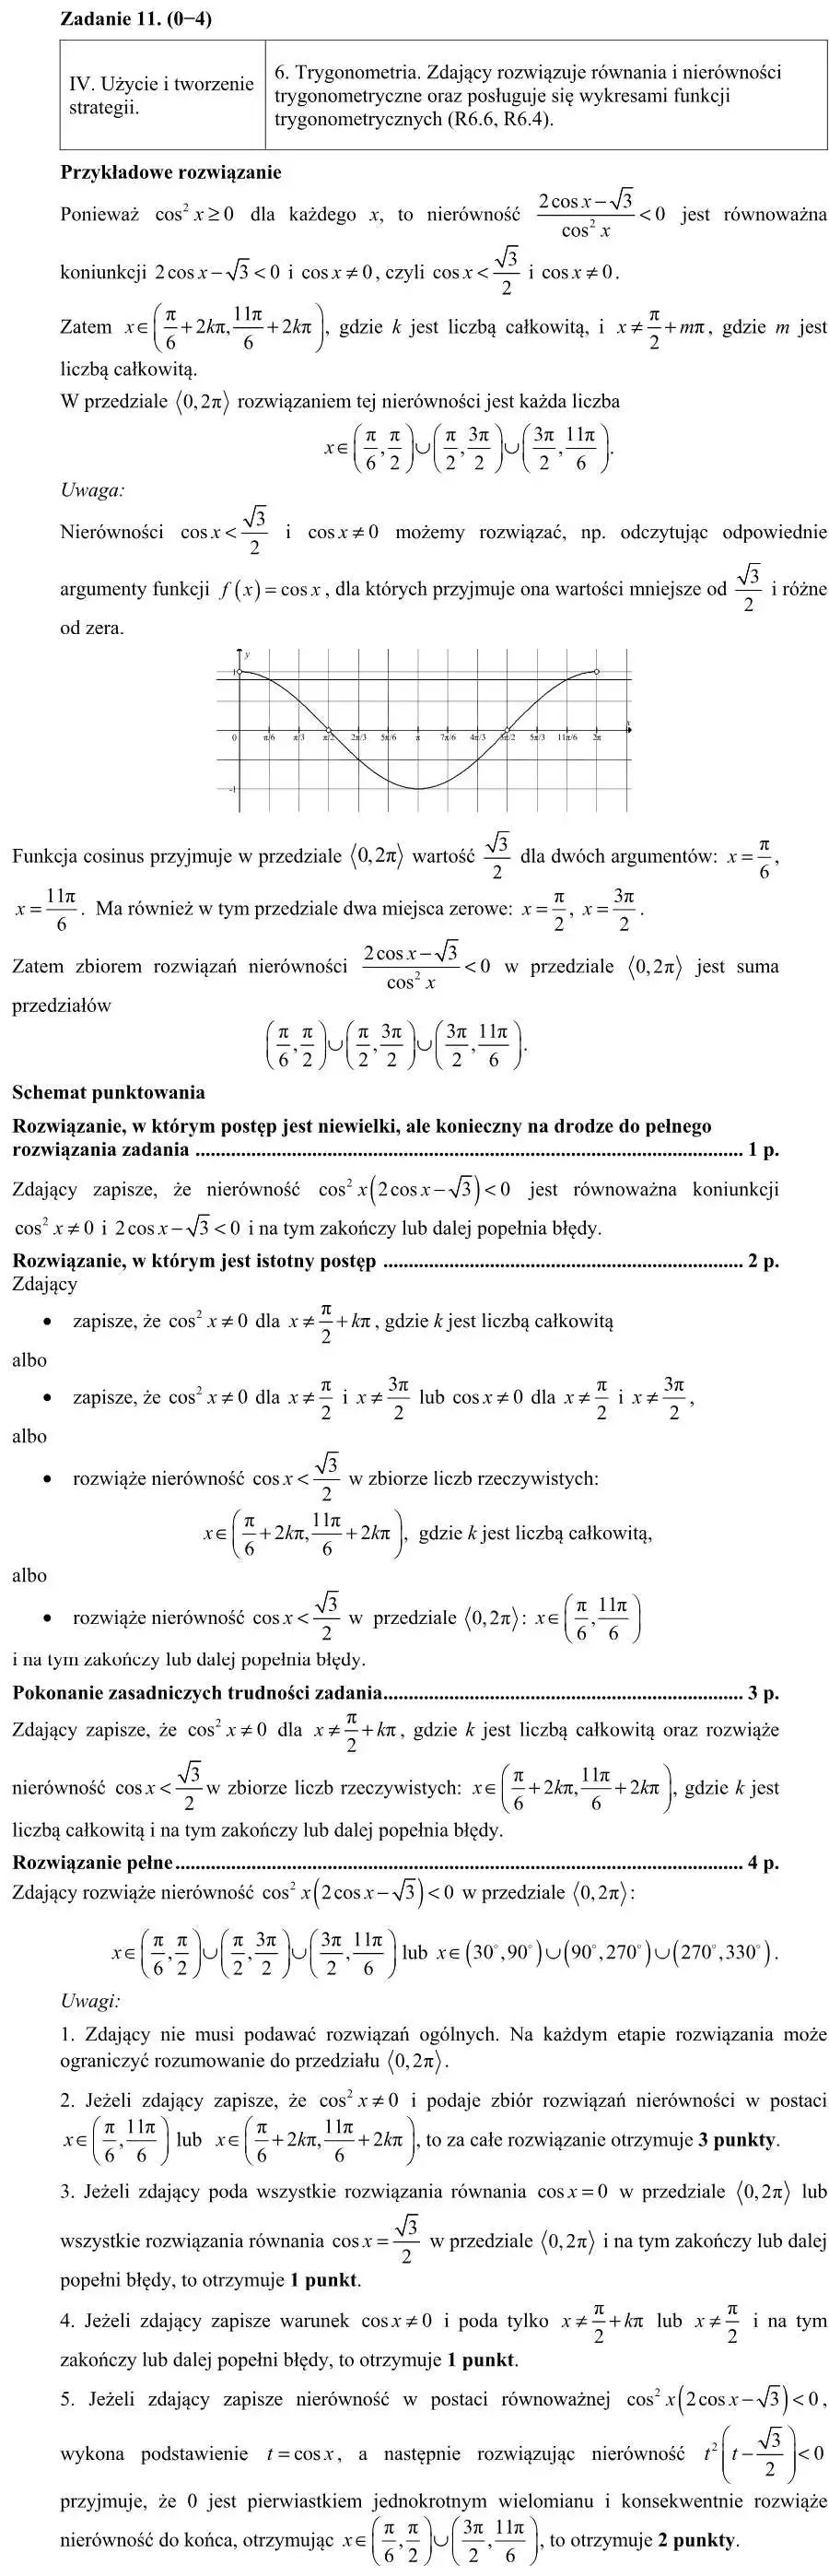 Zadanie 11. (0−4)
IV. Użycie i tworzenie strategii.
6. Trygonometria. Zdający rozwiązuje równania i nierówności
trygonometryczne oraz posługuje się wykresami funkcji
trygonometrycznych (R6.6, R6.4).
Przykładowe rozwiązanie
Ponieważ cos² x ≥ 0 dla każdego x, to nierówność (2cos x − √3)/(cos² x) < 0 jest równoważna
koniunkcji 2cos x − √3 < 0 i cos x ≠ 0, czyli cos x < √3/2 i cos x ≠ 0.
Zatem x ∈ (π/6 + 2kπ, 11π/6 + 2kπ), gdzie k jest liczbą całkowitą, i x ≠ π/2 + mπ, gdzie m jest
liczbą całkowitą.
W przedziale ⟨0, 2π⟩ rozwiązaniem tej nierówności jest każda liczba
x ∈ (π/6, π/2) ∪ (π/2, 3π/2) ∪ (3π/2, 11π/6).
Uwaga:
Nierówności cos x < √3/2 i cos x ≠ 0 możemy rozwiązać, np. odczytując odpowiednie
argumenty funkcji f(x) = cos x, dla których przyjmuje ona wartości mniejsze od √3/2 i różne
od zera.
y
1
0 π/6 π/3 π/2 2π/3 5π/6 π 7π/6 4π/3 3π/2 5π/3 11π/6 2π x
-1
Funkcja cosinus przyjmuje w przedziale ⟨0, 2π⟩ wartość √3/2 dla dwóch argumentów: x = π/6,
x = 11π/6. Ma również w tym przedziale dwa miejsca zerowe: x = π/2, x = 3π/2.
Zatem zbiorem rozwiązań nierówności (2cos x − √3)/(cos² x) < 0 w przedziale ⟨0, 2π⟩ jest suma
przedziałów
(π/6, π/2) ∪ (π/2, 3π/2) ∪ (3π/2, 11π/6).
Schemat punktowania
Rozwiązanie, w którym postęp jest niewielki, ale konieczny na drodze do pełnego
rozwiązania zadania ........ 1 p.
Zdający zapisze, że nierówność cos² x(2cos x − √3) < 0 jest równoważna koniunkcji
cos² x ≠ 0 i 2cos x − √3 < 0 i na tym zakończy lub dalej popełnia błędy.
Rozwiązanie, w którym jest istotny postęp ........ 2 p.
Zdający
• zapisze, że cos² x ≠ 0 dla x ≠ π/2 + kπ, gdzie k jest liczbą całkowitą
albo
• zapisze, że cos² x ≠ 0 dla x ≠ π/2 i x ≠ 3π/2 lub cos x ≠ 0 dla x ≠ π/2 i x ≠ 3π/2,
albo
• rozwiąże nierówność cos x < √3/2 w zbiorze liczb rzeczywistych:
x ∈ (π/6 + 2kπ, 11π/6 + 2kπ), gdzie k jest liczbą całkowitą,
albo
• rozwiąże nierówność cos x < √3/2 w przedziale ⟨0, 2π⟩: x ∈ (π/6, 11π/6)
i na tym zakończy lub dalej popełnia błędy.
Pokonanie zasadniczych trudności zadania........ 3 p.
Zdający zapisze, że cos² x ≠ 0 dla x ≠ π/2 + kπ, gdzie k jest liczbą całkowitą oraz rozwiąże
nierówność cos x < √3/2 w zbiorze liczb rzeczywistych: x ∈ (π/6 + 2kπ, 11π/6 + 2kπ), gdzie k jest
liczbą całkowitą i na tym zakończy lub dalej popełnia błędy.
Rozwiązanie pełne........ 4 p.
Zdający rozwiąże nierówność cos² x(2cos x − √3) < 0 w przedziale ⟨0, 2π⟩:
x ∈ (π/6, π/2) ∪ (π/2, 3π/2) ∪ (3π/2, 11π/6) lub x ∈ (30°, 90°) ∪ (90°, 270°) ∪ (270°, 330°).
Uwagi:
1. Zdający nie musi podawać rozwiązań ogólnych. Na każdym etapie rozwiązania może
ograniczyć rozumowanie do przedziału ⟨0, 2π⟩.
2. Jeżeli zdający zapisze, że cos² x ≠ 0 i podaje zbiór rozwiązań nierówności w postaci
x ∈ (π/6, 11π/6) lub x ∈ (π/6 + 2kπ, 11π/6 + 2kπ), to za całe rozwiązanie otrzymuje 3 punkty.
3. Jeżeli zdający poda wszystkie rozwiązania równania cos x = 0 w przedziale ⟨0, 2π⟩ lub
wszystkie rozwiązania równania cos x = √3/2 w przedziale ⟨0, 2π⟩ i na tym zakończy lub dalej
popełni błędy, to otrzymuje 1 punkt.
4. Jeżeli zdający zapisze warunek cos x ≠ 0 i poda tylko x ≠ π/2 + kπ lub x ≠ π/2 i na tym
zakończy lub dalej popełni błędy, to otrzymuje 1 punkt.
5. Jeżeli zdający zapisze nierówność w postaci równoważnej cos² x(2cos x − √3) < 0,
wykona podstawienie t = cos x, a następnie rozwiązując nierówność t²(t − √3/2) < 0
przyjmuje, że 0 jest pierwiastkiem jednokrotnym wielomianu i konsekwentnie rozwiąże
nierówność do końca, otrzymując x ∈ (π/6, π/2) ∪ (3π/2, 11π/6), to otrzymuje 2 punkty.